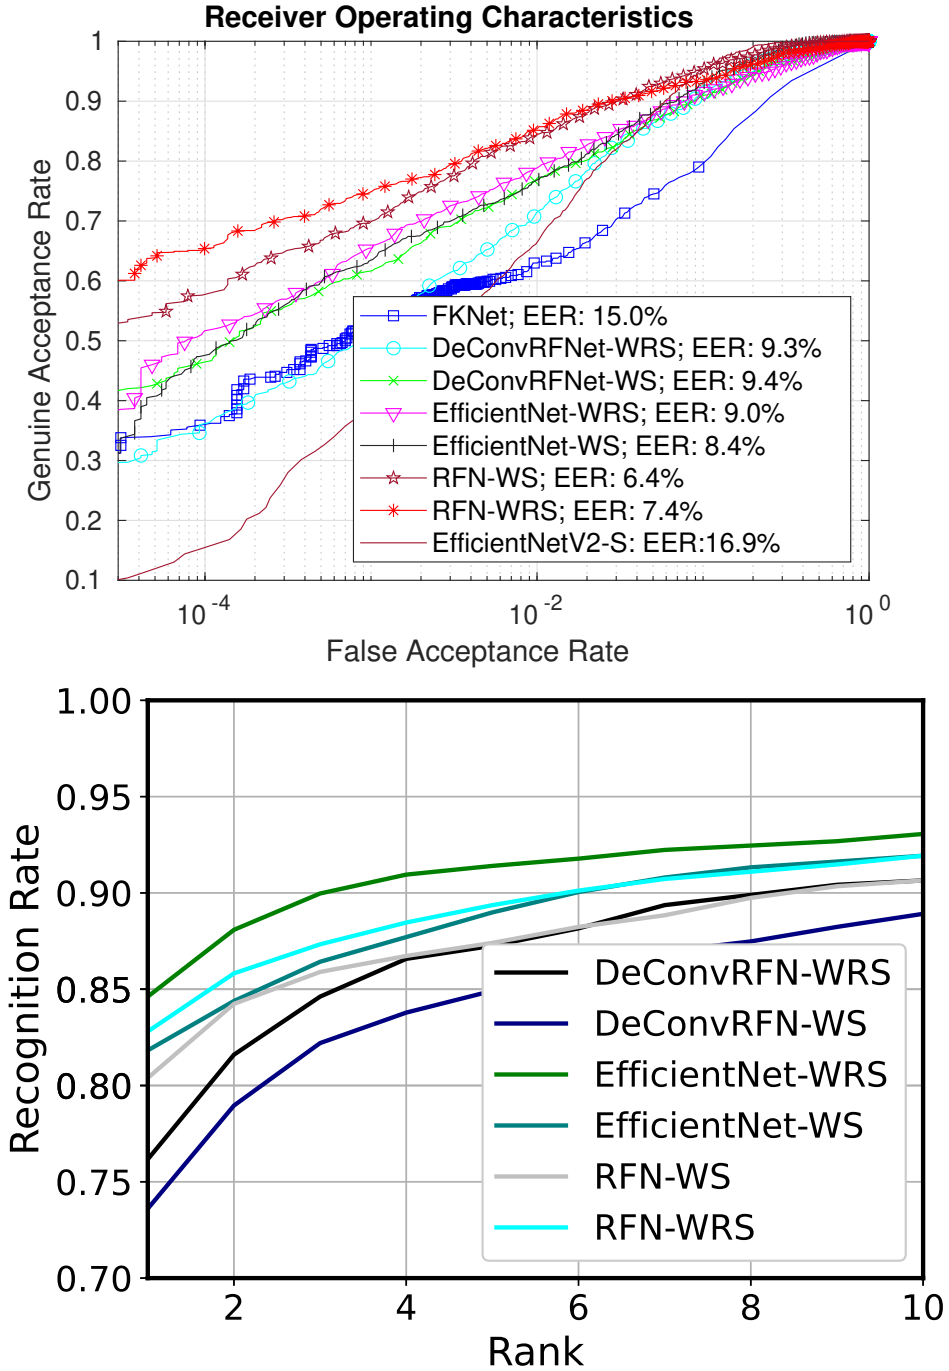 Receiver Operating Characteristics
1
0.9
0.8
0.7
0.6
0.5
0.4
0.3
0.2
0.1
Genuine Acceptance Rate
FKNet; EER: 15.0%
DeConvRFNet-WRS; EER: 9.3%
DeConvRFNet-WS; EER: 9.4%
EfficientNet-WRS; EER: 9.0%
EfficientNet-WS; EER: 8.4%
RFN-WS; EER: 6.4%
RFN-WRS; EER: 7.4%
EfficientNetV2-S: EER:16.9%
10^-4 10^-2 10^0
False Acceptance Rate
1.00
0.95
0.90
0.85
0.80
0.75
0.70
Recognition Rate
DeConvRFN-WRS
DeConvRFN-WS
EfficientNet-WRS
EfficientNet-WS
RFN-WS
RFN-WRS
2 4 6 8 10
Rank